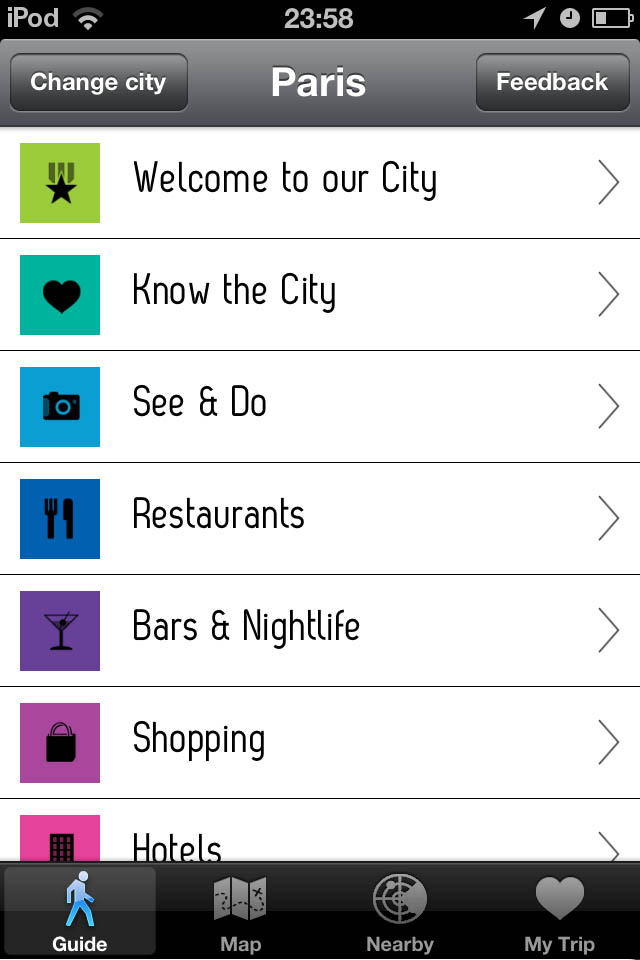 iPod 23:58
Change city Paris Feedback
Welcome to our City
Know the City
See & Do
Restaurants
Bars & Nightlife
Shopping
Hotels
Guide Map Nearby My Trip